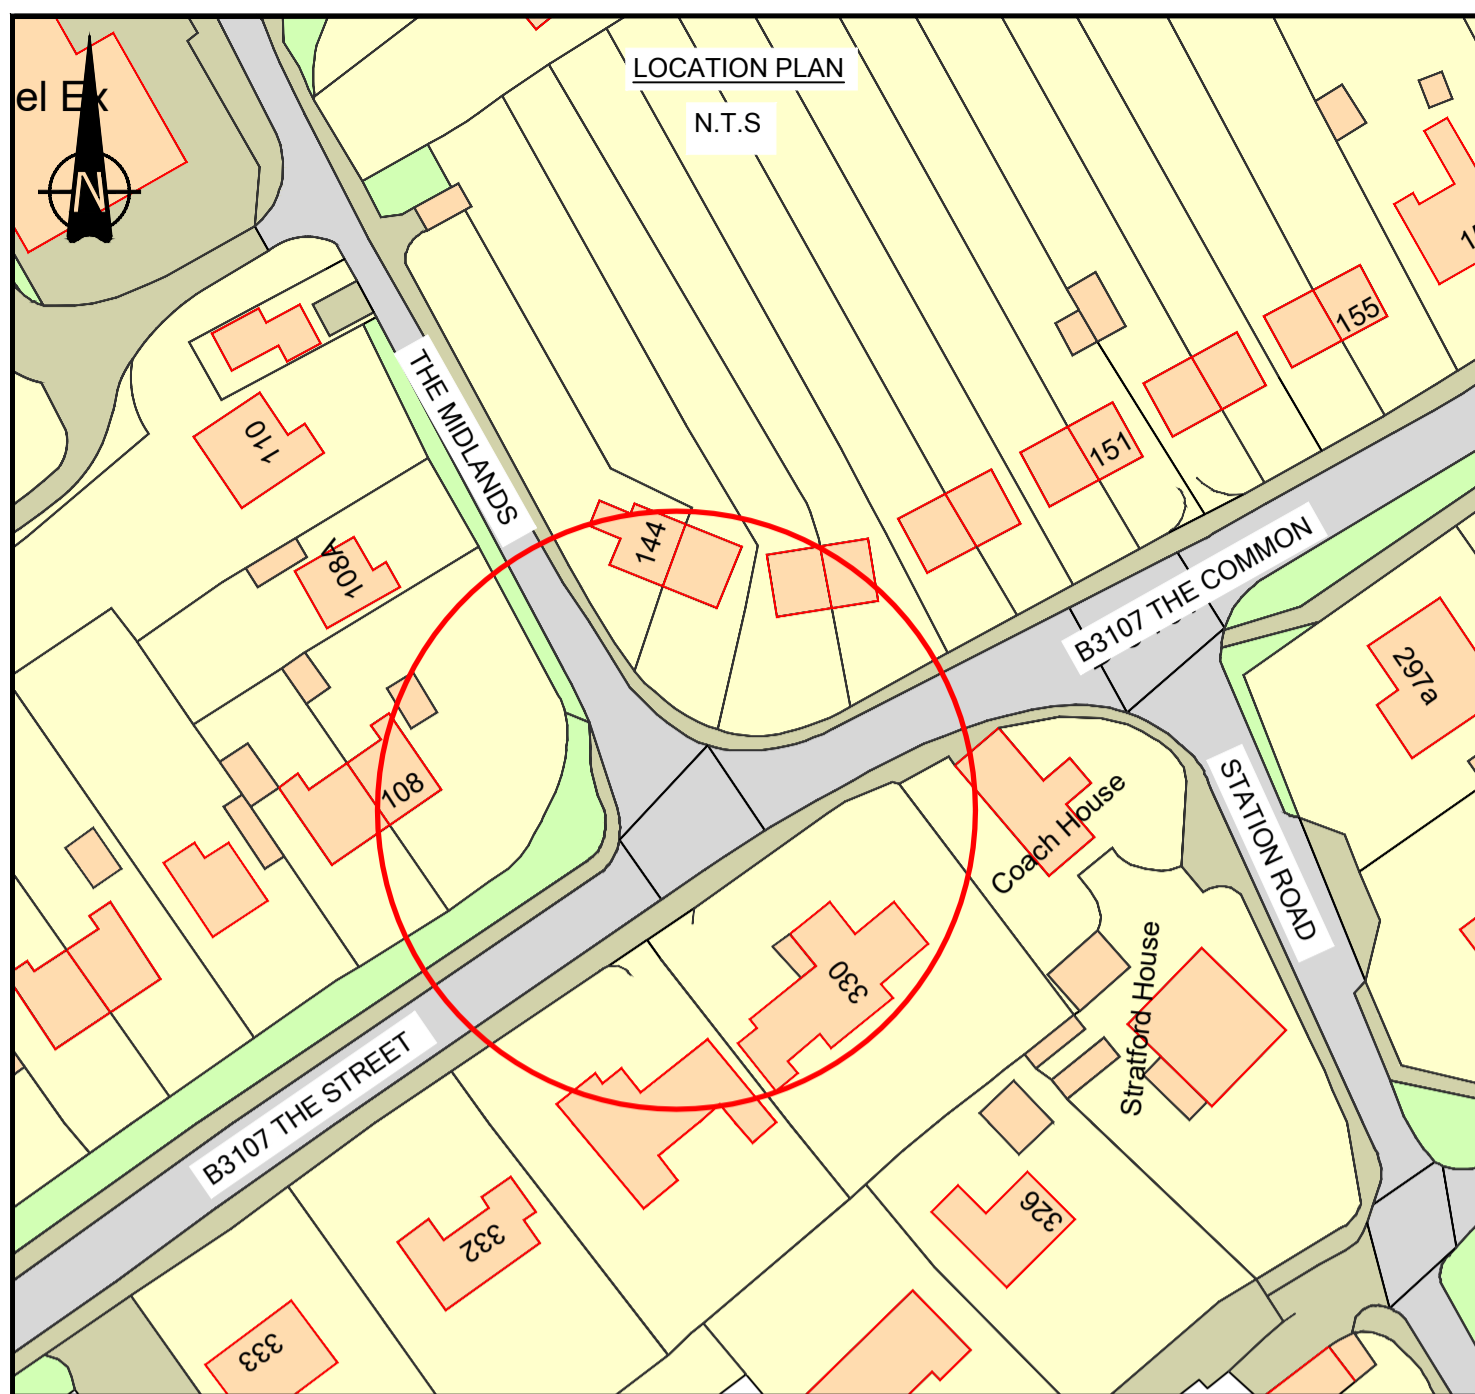 LOCATION PLAN
N.T.S
el Ex
N
155
THE MIDLANDS
110
151
144
108A
B3107 THE COMMON
297a
108
Coach House
STATION ROAD
330
Stratford House
B3107 THE STREET
326
332
333